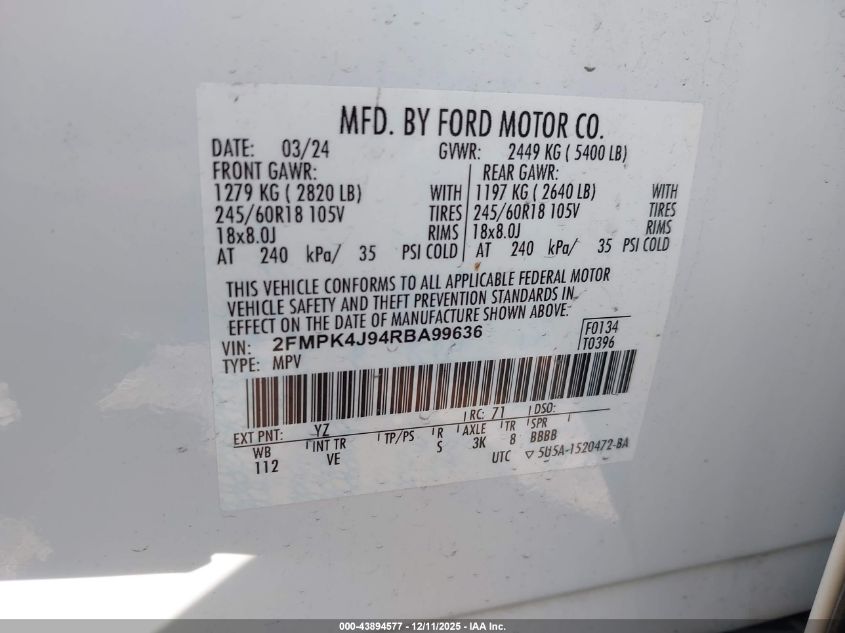 MFD. BY FORD MOTOR CO.
DATE: 03/24 GVWR: 2449 KG ( 5400 LB)
FRONT GAWR: REAR GAWR:
1279 KG ( 2820 LB) WITH 1197 KG ( 2640 LB) WITH
245/60R18 105V TIRES 245/60R18 105V TIRES
18x8.0J RIMS 18x8.0J RIMS
AT 240 kPa/ 35 PSI COLD AT 240 kPa/ 35 PSI COLD
THIS VEHICLE CONFORMS TO ALL APPLICABLE FEDERAL MOTOR
VEHICLE SAFETY AND THEFT PREVENTION STANDARDS IN
EFFECT ON THE DATE OF MANUFACTURE SHOWN ABOVE.
VIN: 2FMPK4J94RBA99636 F0134
TYPE: MPV T0396
EXT PNT: YZ RC: 71 DSO:
WB INT TR TP/PS R AXLE TR SPR
112 VE S 3K 8 BBBB
UTC ▽ 5U5A-1520472-BA
000-43894577 - 12/11/2025 - IAA Inc.